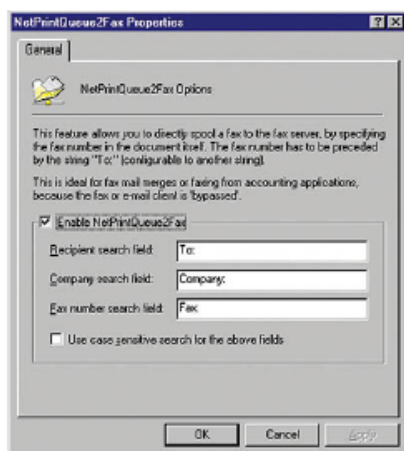 NetPrintQueue2Fax Properties
General
NetPrintQueue2Fax Options
This feature allows you to directly spool a fax to the fax server, by specifying
the fax number in the document itself. The fax number has to be preceded
by the string "To:" (configurable to another string).
This is ideal for fax mail merges or faxing from accounting applications,
because the fax or e-mail client is 'bypassed'.
Enable NetPrintQueue2Fax
Recipient search field: To:
Company search field: Company:
Fax number search field: Fax:
Use case sensitive search for the above fields
OK Cancel Apply